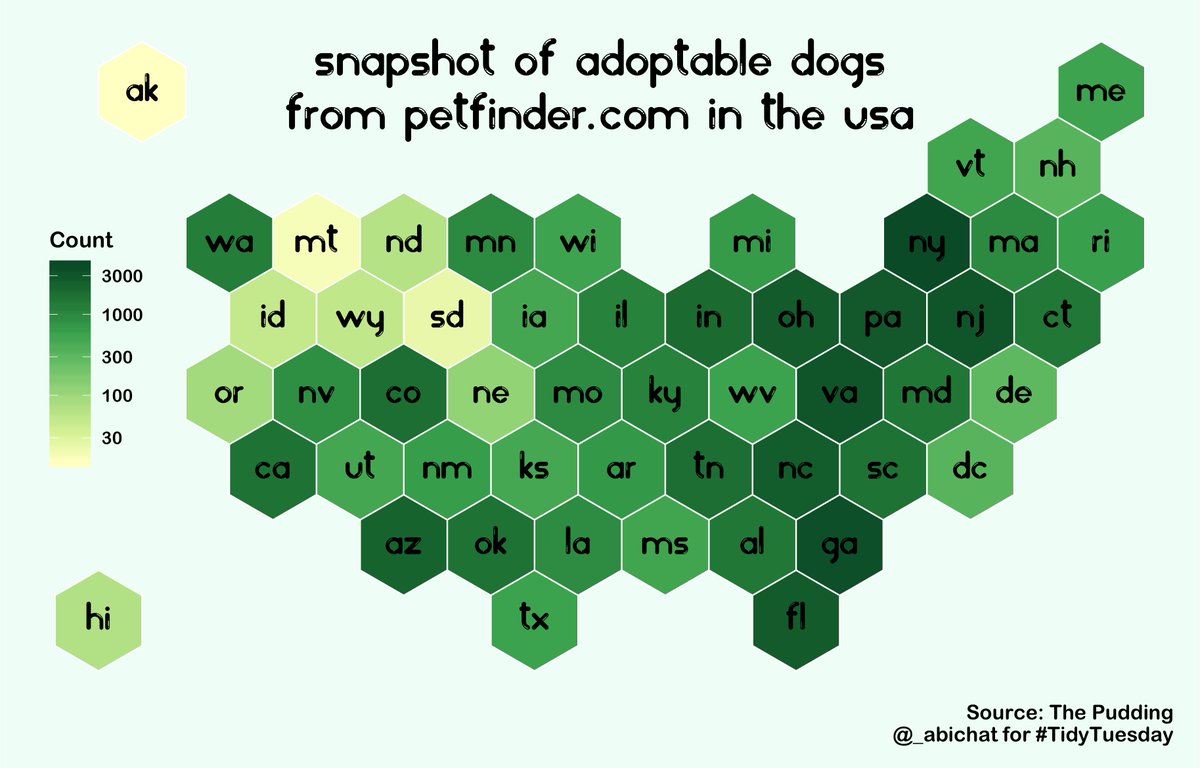 snapshot of adoptable dogs
from petfinder.com in the usa
ak
me
vt nh
Count
3000
1000
300
100
30
wa mt nd mn wi mi ny ma ri
id wy sd ia il in oh pa nj ct
or nv co ne mo ky wv va md de
ca ut nm ks ar tn nc sc dc
az ok la ms al ga
hi
tx fl
Source: The Pudding
@_abichat for #TidyTuesday